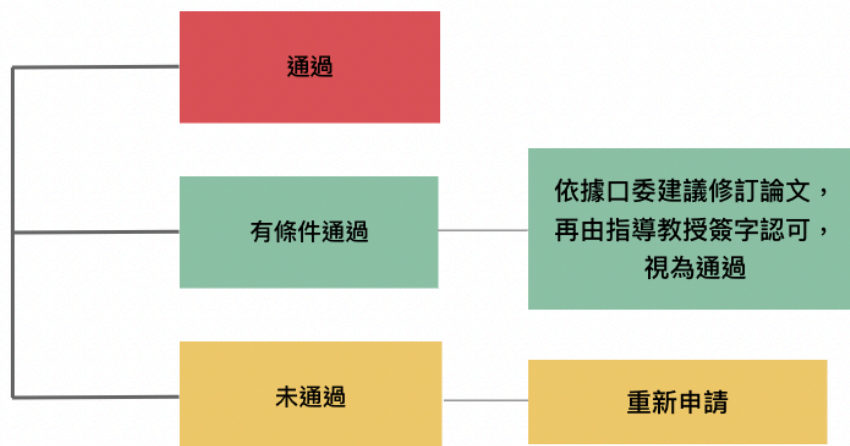 通過
有條件通過
依據口委建議修訂論文，
再由指導教授簽字認可，
視為通過
未通過
重新申請